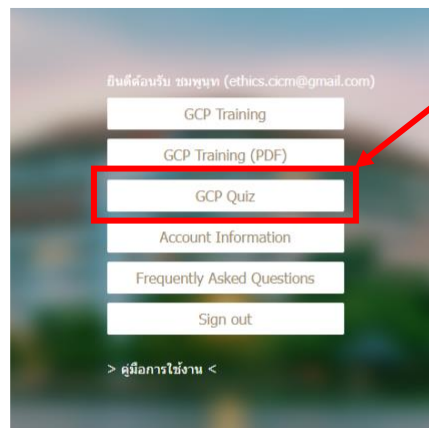 ยินดีต้อนรับ ชมพูนุท (ethics.cicm@gmail.com)
GCP Training
GCP Training (PDF)
GCP Quiz
Account Information
Frequently Asked Questions
Sign out
> คู่มือการใช้งาน <